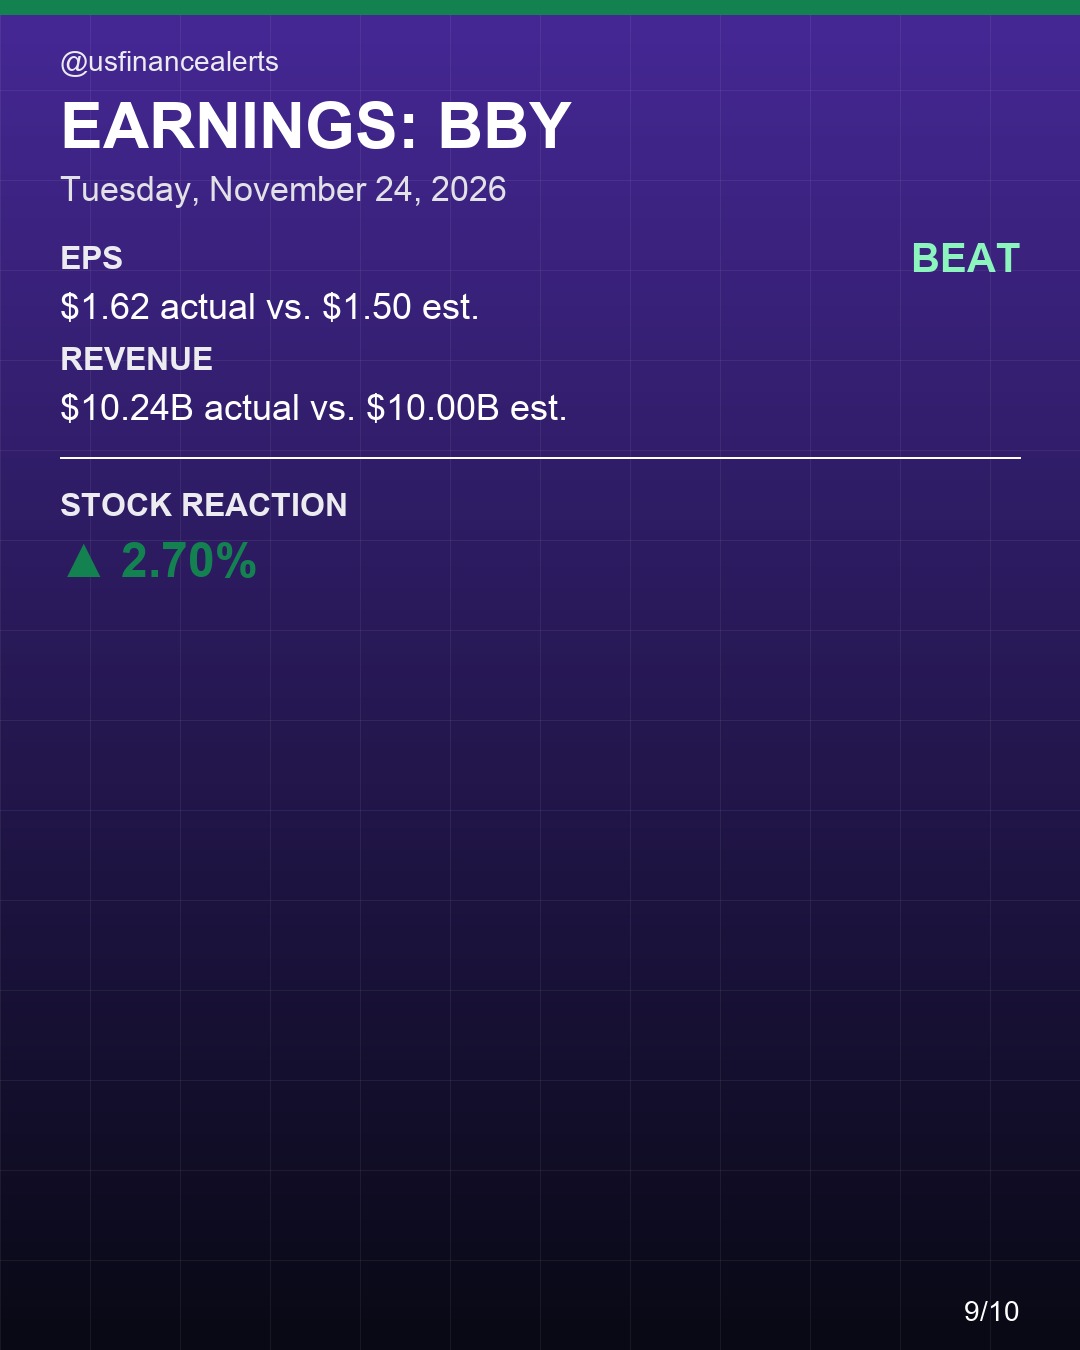 @usfinancealerts
EARNINGS: BBY
Tuesday, November 24, 2026
EPS
BEAT
$1.62 actual vs. $1.50 est.
REVENUE
$10.24B actual vs. $10.00B est.
STOCK REACTION
▲ 2.70%
9/10